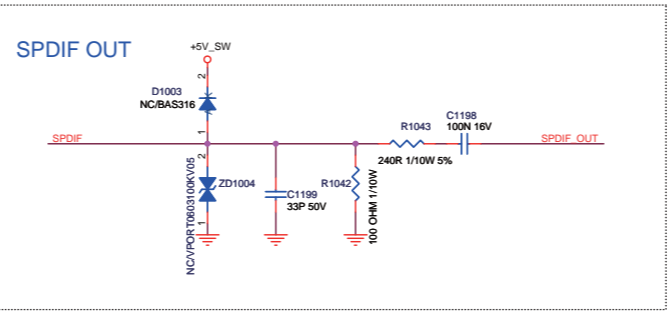 SPDIF OUT
+5V_SW
2
D1003
NC/BAS316
1
C1198
100N 16V
R1043
SPDIF
SPDIF_OUT
240R 1/10W 5%
2
ZD1004
NC/VPORT0603100KV05
1
C1199
33P 50V
R1042
100 OHM 1/10W